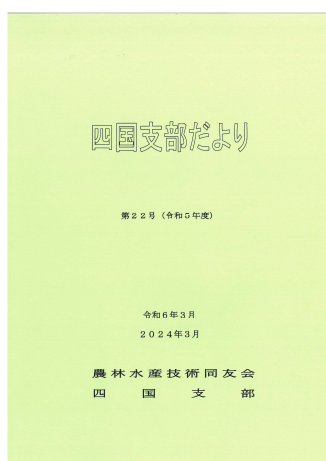 四国支部だより
第２２号（令和５年度）
令和６年３月
２０２４年３月
農林水産技術同友会
四国支部